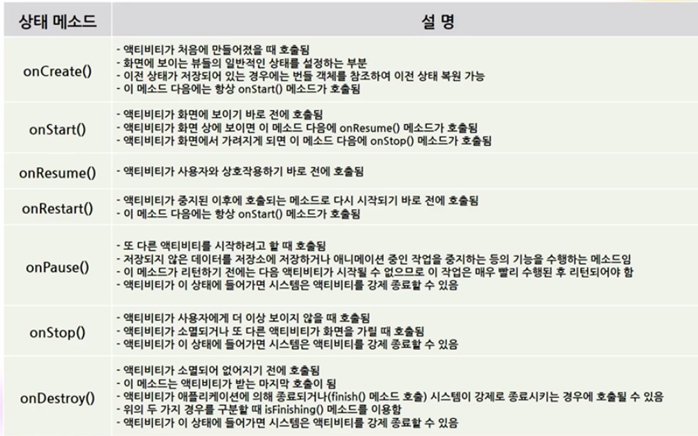 상태 메소드
설 명
onCreate()
- 액티비티가 처음에 만들어졌을 때 호출됨
- 화면에 보이는 뷰들의 일반적인 상태를 설정하는 부분
- 이전 상태가 저장되어 있는 경우에는 번들 객체를 참조하여 이전 상태 복원 가능
- 이 메소드 다음에는 항상 onStart() 메소드가 호출됨
onStart()
- 액티비티가 화면에 보이기 바로 전에 호출됨
- 액티비티가 화면 상에 보이면 이 메소드 다음에 onResume() 메소드가 호출됨
- 액티비티가 화면에서 가려지게 되면 이 메소드 다음에 onStop() 메소드가 호출됨
onResume()
- 액티비티가 사용자와 상호작용하기 바로 전에 호출됨
onRestart()
- 액티비티가 중지된 이후에 호출되는 메소드로 다시 시작되기 바로 전에 호출됨
- 이 메소드 다음에는 항상 onStart() 메소드가 호출됨
onPause()
- 또 다른 액티비티를 시작하려고 할 때 호출됨
- 저장되지 않은 데이터를 저장소에 저장하거나 애니메이션 중인 작업을 중지하는 등의 기능을 수행하는 메소드임
- 이 메소드가 리턴하기 전에는 다음 액티비티가 시작될 수 없으므로 이 작업은 매우 빨리 수행된 후 리턴되어야 함
- 액티비티가 이 상태에 들어가면 시스템은 액티비티를 강제 종료할 수 있음
onStop()
- 액티비티가 사용자에게 더 이상 보이지 않을 때 호출됨
- 액티비티가 소멸되거나 또 다른 액티비티가 화면을 가릴 때 호출됨
- 액티비티가 이 상태에 들어가면 시스템은 액티비티를 강제 종료할 수 있음
onDestroy()
- 액티비티가 소멸되어 없어지기 전에 호출됨
- 이 메소드는 액티비티가 받는 마지막 호출이 됨
- 액티비티가 애플리케이션에 의해 종료되거나(finish() 메소드 호출) 시스템이 강제로 종료시키는 경우에 호출될 수 있음
- 위의 두 가지 경우를 구분할 때 isFinishing() 메소드를 이용함
- 액티비티가 이 상태에 들어가면 시스템은 액티비티를 강제 종료할 수 있음